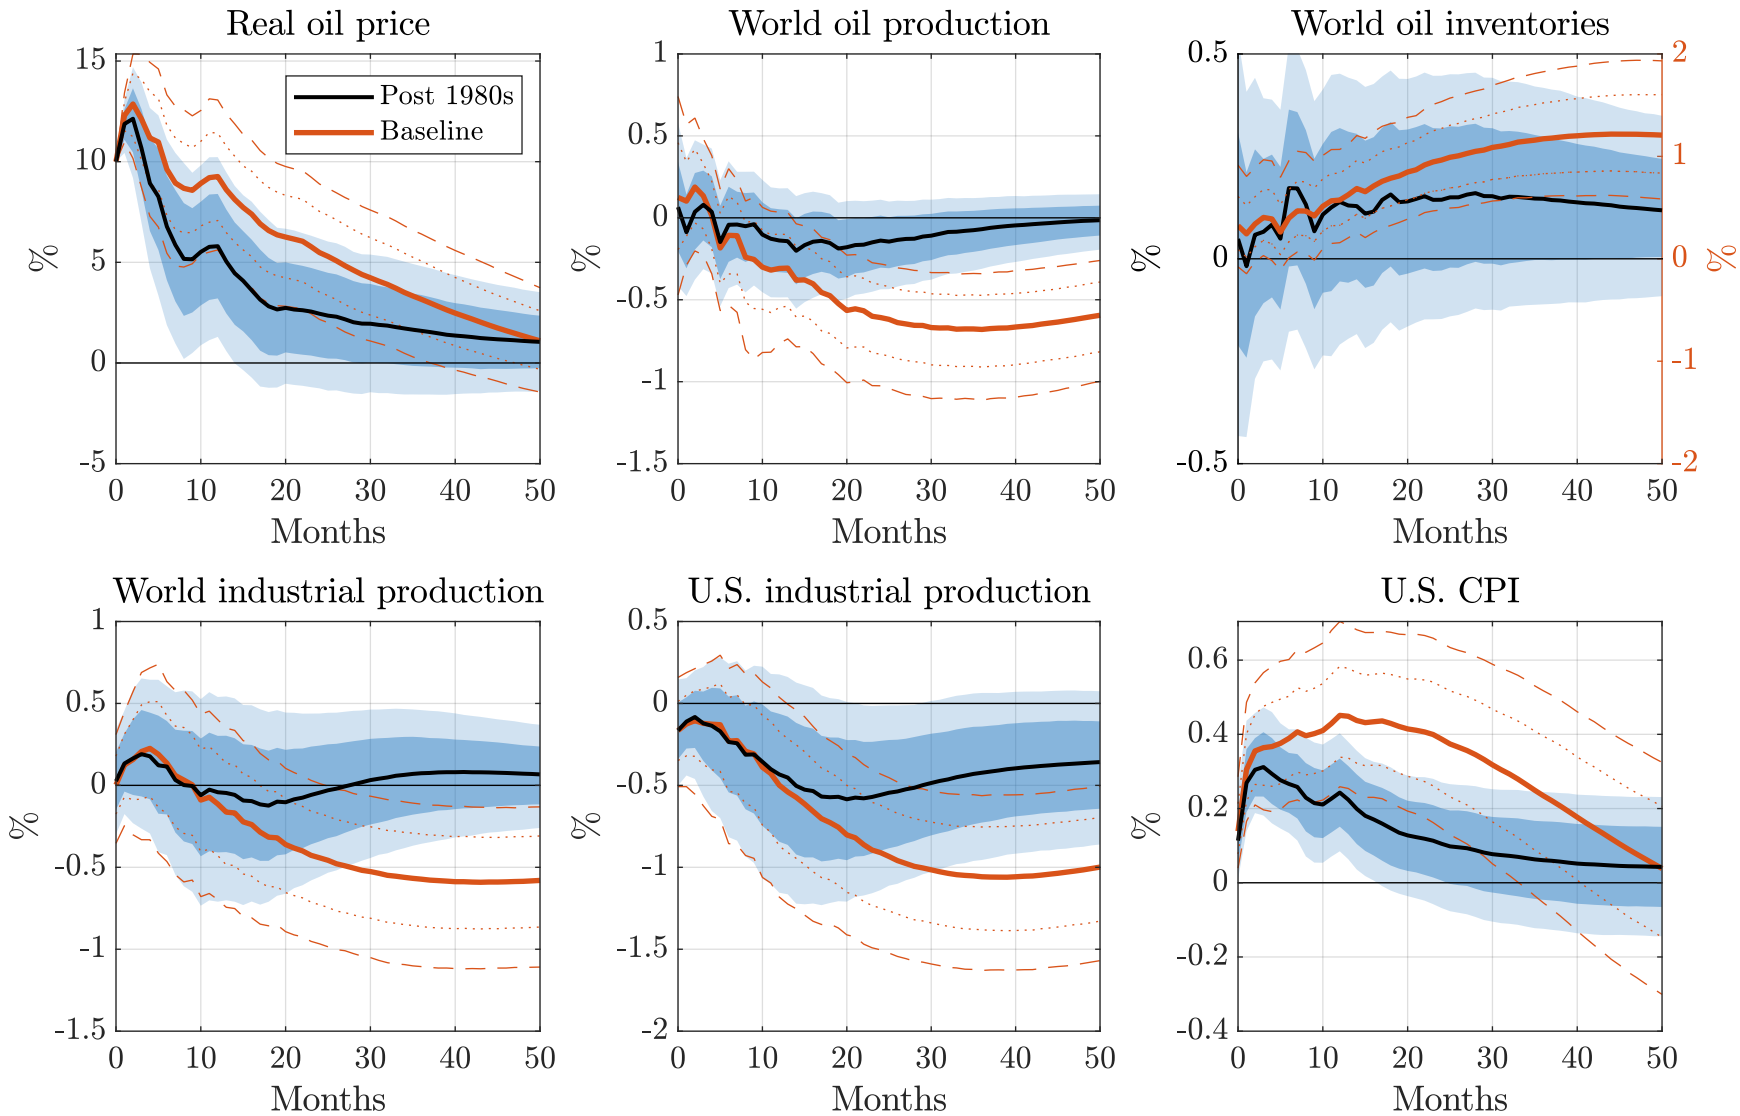 Real oil price
World oil production
World oil inventories
15
10
5
0
-5
%
Post 1980s
Baseline
0 10 20 30 40 50
Months
1
0.5
0
-0.5
-1
-1.5
%
0 10 20 30 40 50
Months
0.5
0
-0.5
%
2
1
0
-1
-2
%
0 10 20 30 40 50
Months
World industrial production
U.S. industrial production
U.S. CPI
1
0.5
0
-0.5
-1
-1.5
%
0 10 20 30 40 50
Months
0.5
0
-0.5
-1
-1.5
-2
%
0 10 20 30 40 50
Months
0.6
0.4
0.2
0
-0.2
-0.4
%
0 10 20 30 40 50
Months